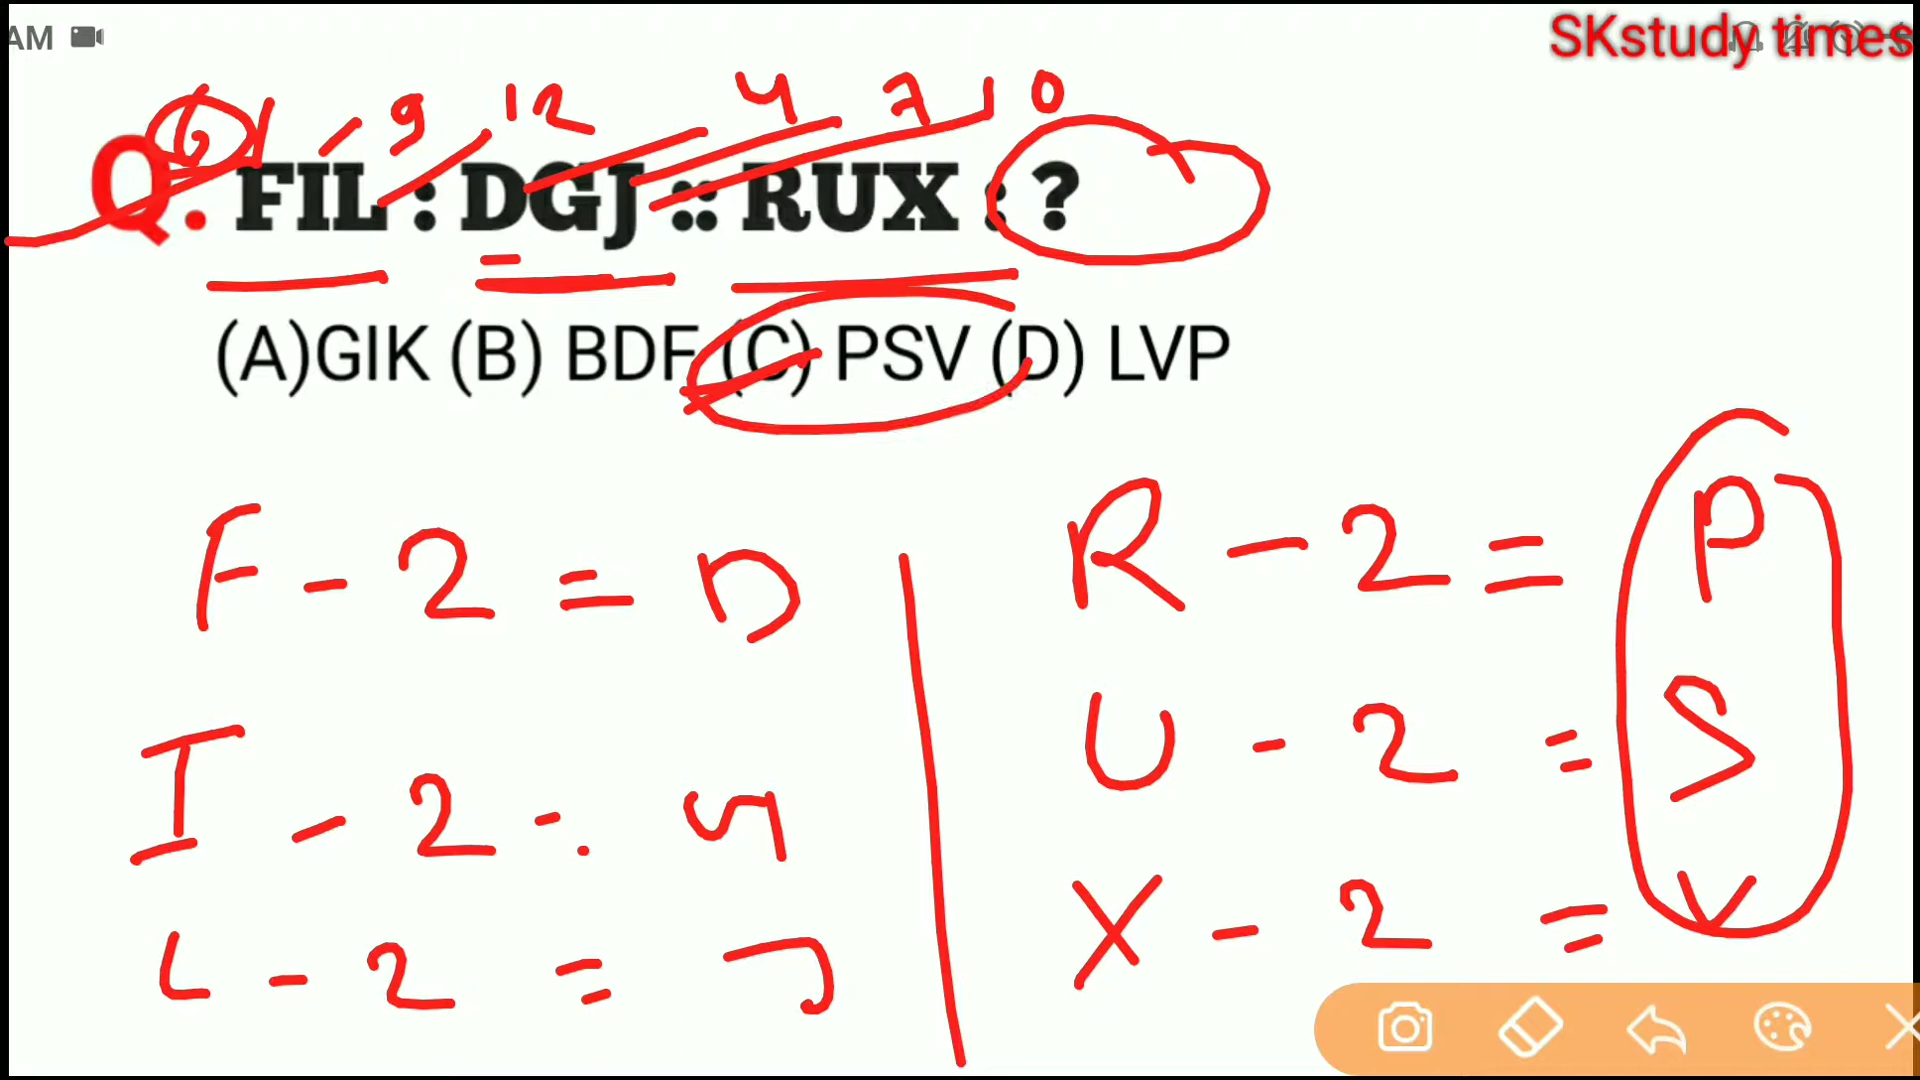 AM
SKstudy times
6 9 12 4 7 10
Q. FIL : DGJ :: RUX : ?
(A)GIK (B) BDF (C) PSV (D) LVP
F - 2 = D
R - 2 = P
I - 2 = G
U - 2 = S
L - 2 = J
X - 2 = V